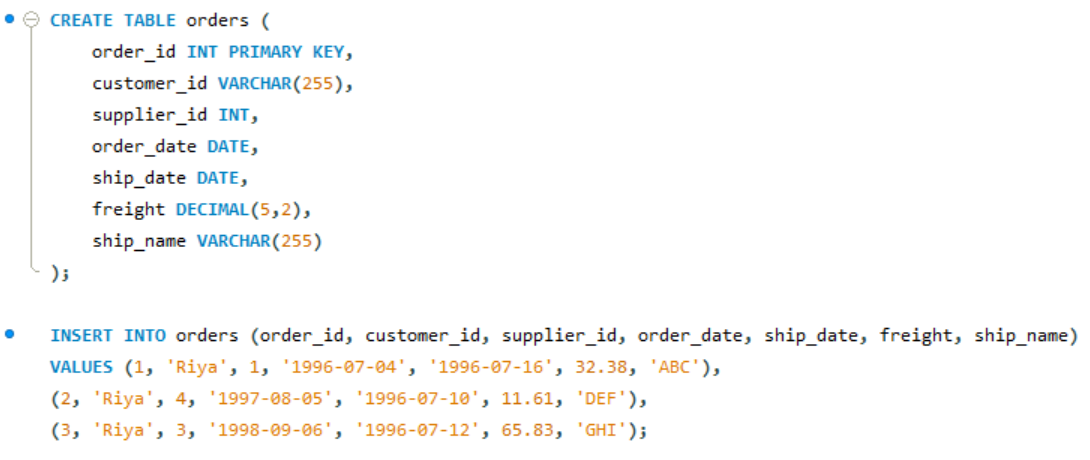 CREATE TABLE orders (
order_id INT PRIMARY KEY,
customer_id VARCHAR(255),
supplier_id INT,
order_date DATE,
ship_date DATE,
freight DECIMAL(5,2),
ship_name VARCHAR(255)
);
INSERT INTO orders (order_id, customer_id, supplier_id, order_date, ship_date, freight, ship_name)
VALUES (1, 'Riya', 1, '1996-07-04', '1996-07-16', 32.38, 'ABC'),
(2, 'Riya', 4, '1997-08-05', '1996-07-10', 11.61, 'DEF'),
(3, 'Riya', 3, '1998-09-06', '1996-07-12', 65.83, 'GHI');